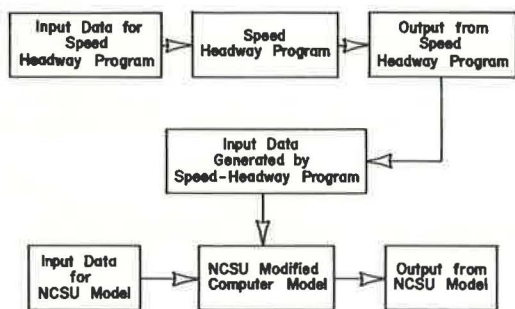 Input Data for
Speed
Headway Program
Speed
Headway Program
Output from
Speed
Headway Program
Input Data
Generated by
Speed-Headway Program
Input Data
for
NCSU Model
NCSU Modified
Computer Model
Output from
NCSU Model